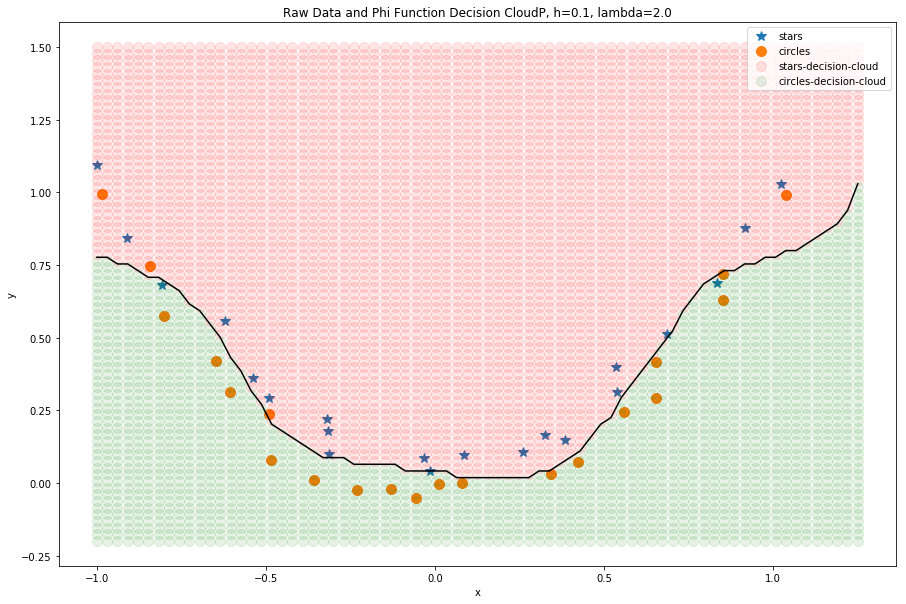 Raw Data and Phi Function Decision CloudP, h=0.1, lambda=2.0
stars
circles
stars-decision-cloud
circles-decision-cloud
1.50
1.25
1.00
0.75
0.50
0.25
0.00
−0.25
y
−1.0
−0.5
0.0
0.5
1.0
x